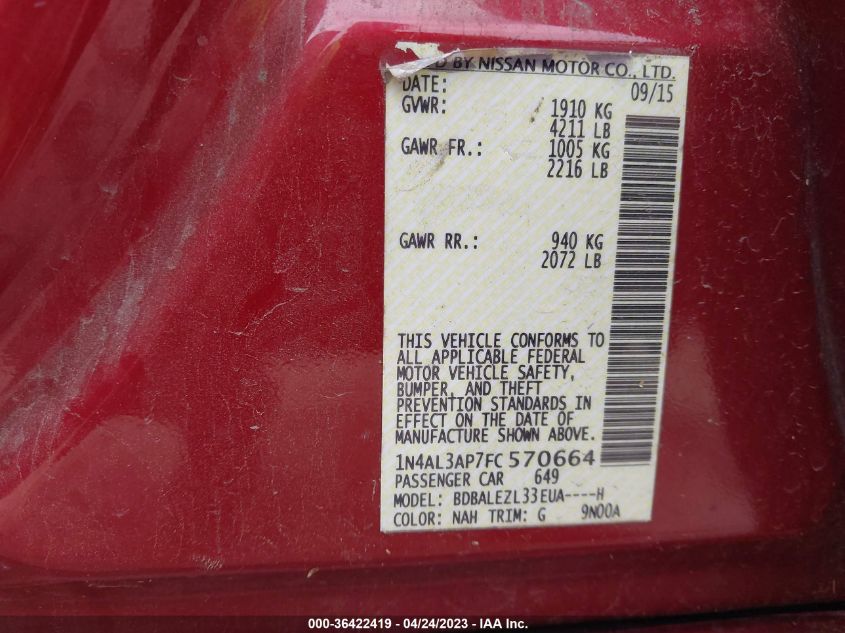 BY NISSAN MOTOR CO., LTD.
DATE: 09/15
GVWR: 1910 KG
4211 LB
GAWR FR.: 1005 KG
2216 LB
GAWR RR.: 940 KG
2072 LB
THIS VEHICLE CONFORMS TO
ALL APPLICABLE FEDERAL
MOTOR VEHICLE SAFETY,
BUMPER, AND THEFT
PREVENTION STANDARDS IN
EFFECT ON THE DATE OF
MANUFACTURE SHOWN ABOVE.
1N4AL3AP7FC 570664
PASSENGER CAR 649
MODEL: BDBALEZL33EUA----H
COLOR: NAH TRIM: G 9N00A
000-36422419 - 04/24/2023 - IAA Inc.